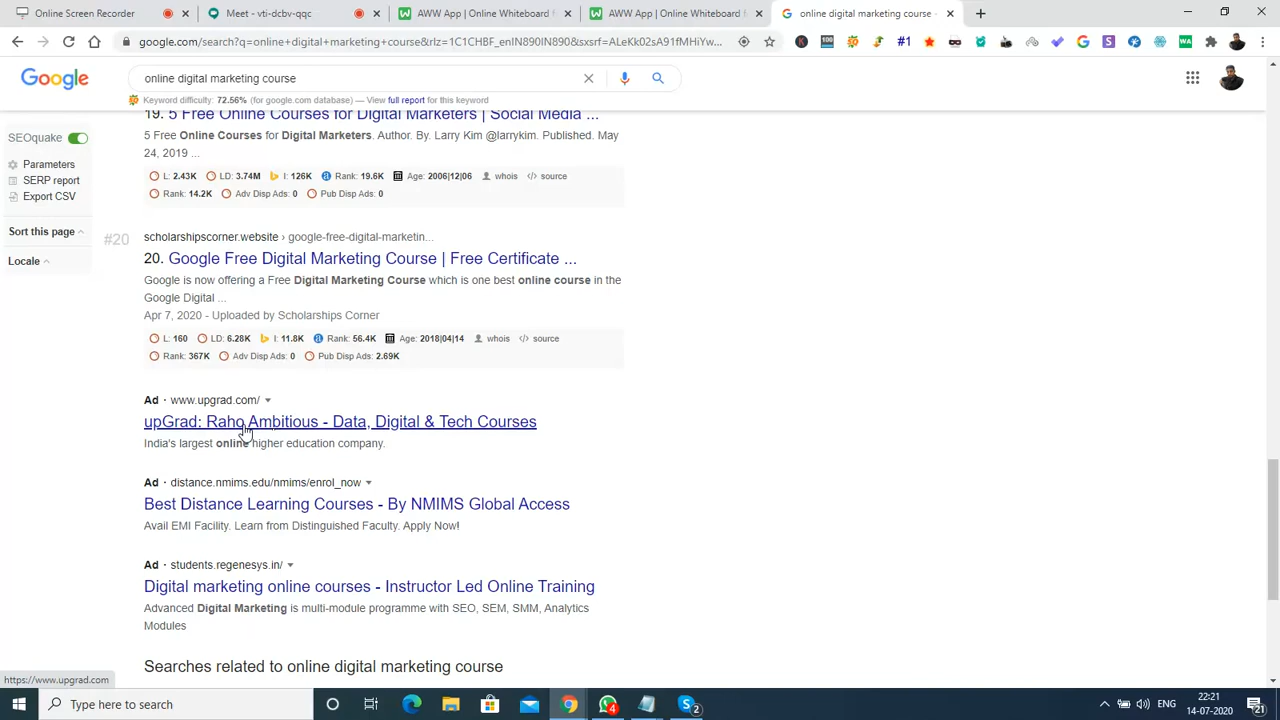 Online Screen Recorder
Meet - vti-dcbv-qqc
AWW App | Online Whiteboard f
AWW App | Online Whiteboard f
online digital marketing course -
google.com/search?q=online+digital+marketing+course&rlz=1C1CHBF_enIN890IN890&sxsrf=ALeKk02sA91fMHiYw...
100
#1
Google
online digital marketing course
Keyword difficulty: 72.56% (for google.com database) — View full report for this keyword
SEOquake
Parameters
SERP report
Export CSV
Sort this page
Locale
19. 5 Free Online Courses for Digital Marketers | Social Media ...
5 Free Online Courses for Digital Marketers. Author. By. Larry Kim @larrykim. Published. May
24, 2019 ...
L: 2.43K LD: 3.74M I: 126K Rank: 19.6K Age: 2006|12|06 whois source
Rank: 14.2K Adv Disp Ads: 0 Pub Disp Ads: 0
#20
scholarshipscorner.website › google-free-digital-marketin...
20. Google Free Digital Marketing Course | Free Certificate ...
Google is now offering a Free Digital Marketing Course which is one best online course in the
Google Digital ...
Apr 7, 2020 - Uploaded by Scholarships Corner
L: 160 LD: 6.28K I: 11.8K Rank: 56.4K Age: 2018|04|14 whois source
Rank: 367K Adv Disp Ads: 0 Pub Disp Ads: 2.69K
Ad · www.upgrad.com/
upGrad: Raho Ambitious - Data, Digital & Tech Courses
India's largest online higher education company.
Ad · distance.nmims.edu/nmims/enrol_now
Best Distance Learning Courses - By NMIMS Global Access
Avail EMI Facility. Learn from Distinguished Faculty. Apply Now!
Ad · students.regenesys.in/
Digital marketing online courses - Instructor Led Online Training
Advanced Digital Marketing is multi-module programme with SEO, SEM, SMM, Analytics
Modules
Searches related to online digital marketing course
https://www.upgrad.com
Type here to search
4
2
ENG
22:21
14-07-2020
21